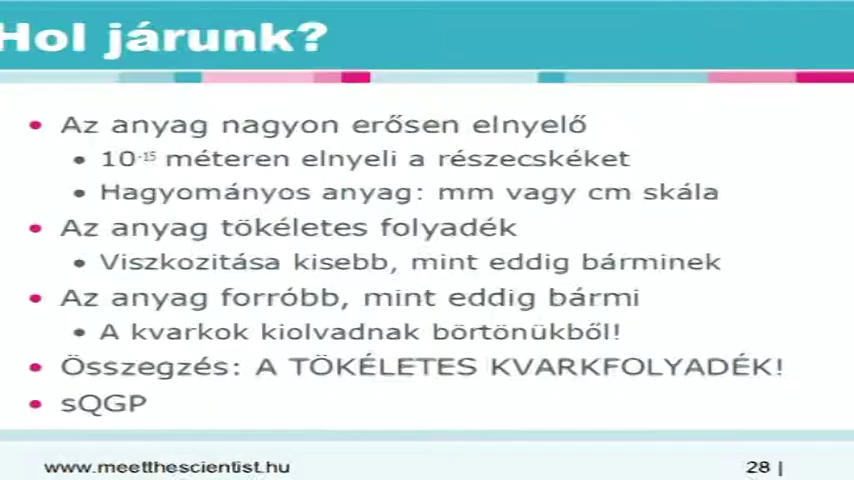 Hol járunk?
• Az anyag nagyon erősen elnyelő
• 10-15 méteren elnyeli a részecskéket
• Hagyományos anyag: mm vagy cm skála
• Az anyag tökéletes folyadék
• Viszkozitása kisebb, mint eddig bárminek
• Az anyag forróbb, mint eddig bármi
• A kvarkok kiolvadnak börtönükből!
• Összegzés: A TÖKÉLETES KVARKFOLYADÉK!
• sQGP
www.meetthescientist.hu 28 |